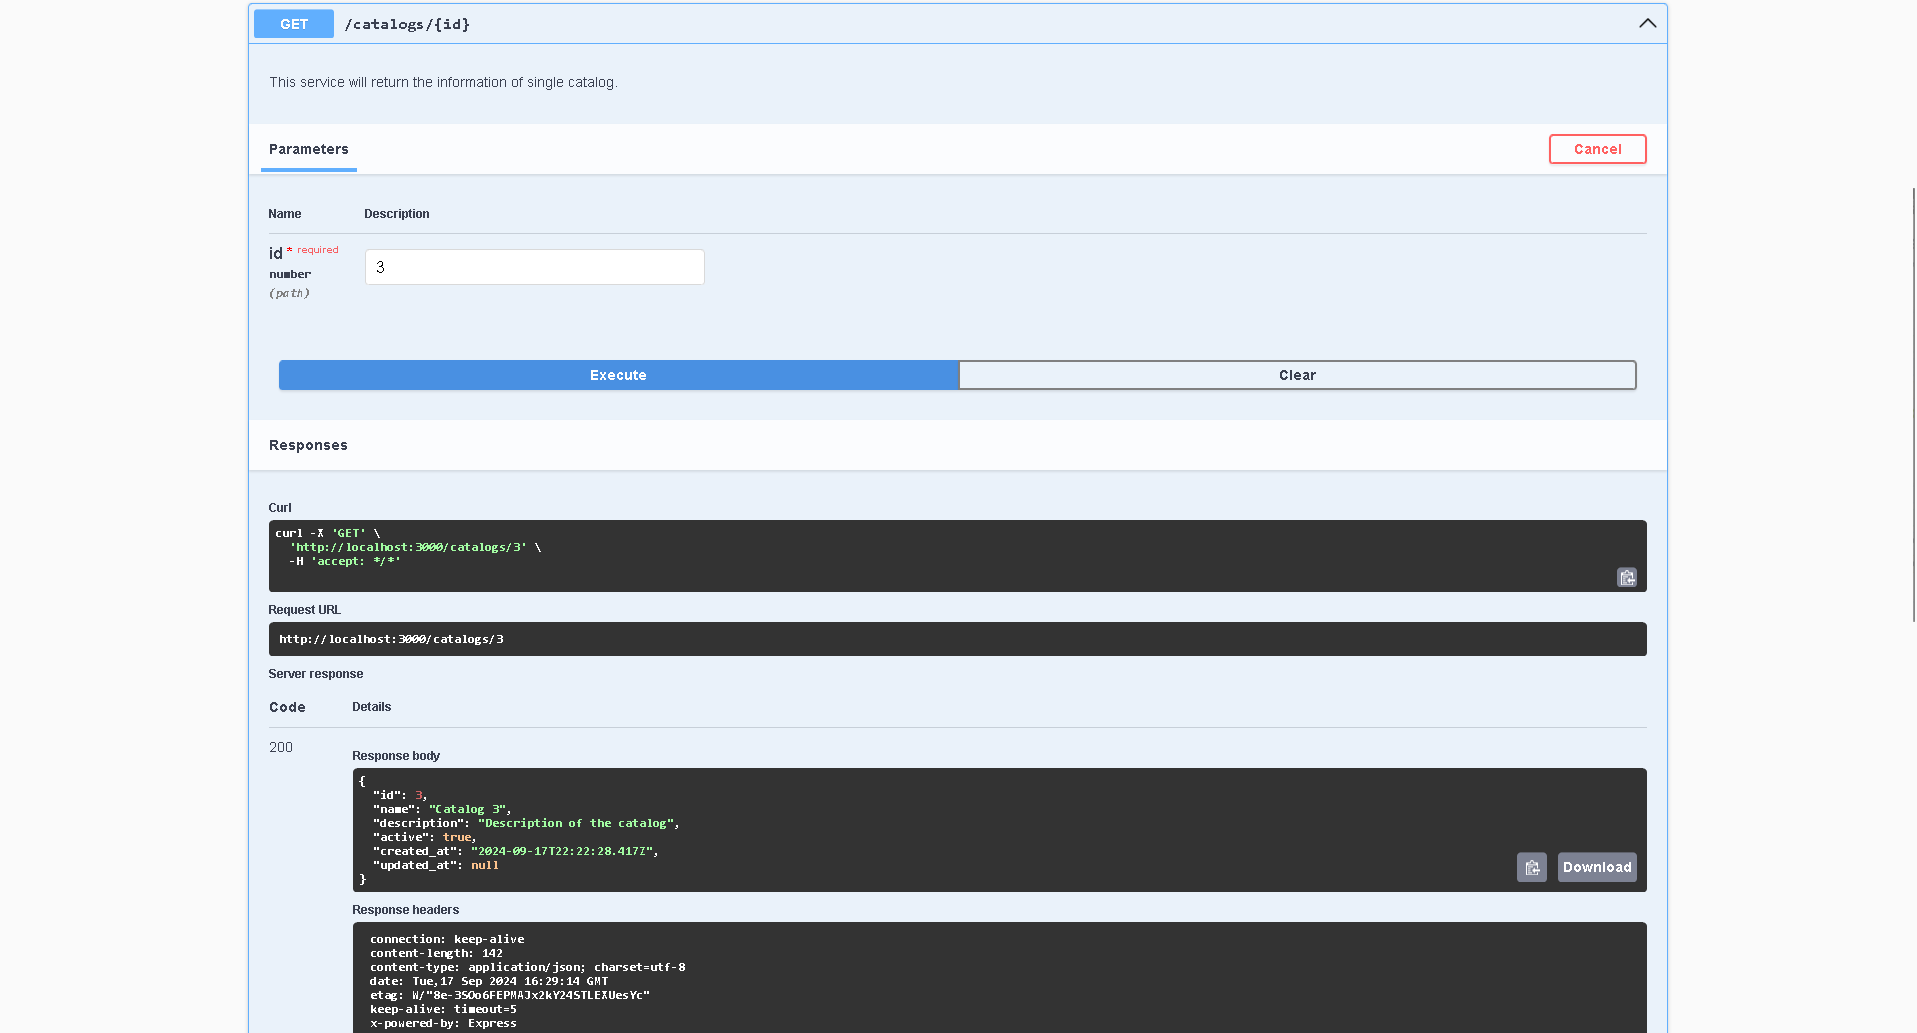 GET /catalogs/{id}
This service will return the information of single catalog.
Parameters Cancel
Name Description
id * required
number
(path)
3
Execute Clear
Responses
Curl
curl -X 'GET' \
  'http://localhost:3000/catalogs/3' \
  -H 'accept: */*'
Request URL
http://localhost:3000/catalogs/3
Server response
Code Details
200
Response body
{
  "id": 3,
  "name": "Catalog 3",
  "description": "Description of the catalog",
  "active": true,
  "created_at": "2024-09-17T22:22:28.417Z",
  "updated_at": null
}
Download
Response headers
connection: keep-alive
content-length: 142
content-type: application/json; charset=utf-8
date: Tue,17 Sep 2024 16:29:14 GMT
etag: W/"8e-3SOo6FEPMAJx2kY24STLEXUesYc"
keep-alive: timeout=5
x-powered-by: Express